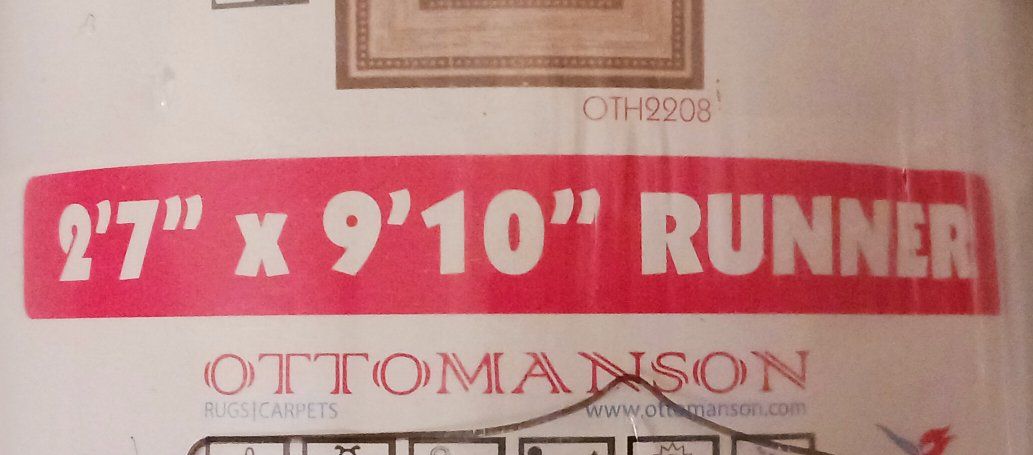 OTH2208
2'7" x 9'10" RUNNER
OTTOMANSON
RUGS|CARPETS
www.ottomanson.com